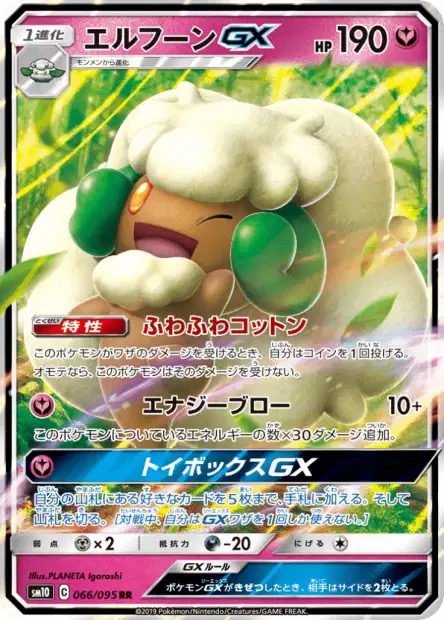 1進化 エルフーンGX HP 190
モンメンから進化
とくせい
特性 ふわふわコットン
このポケモンがワザのダメージを受けるとき、自分はコインを1回投げる。
オモテなら、このポケモンはそのダメージを受けない。
エナジーブロー 10+
このポケモンについているエネルギーの数×30ダメージ追加。
トイボックスGX
自分の山札にある好きなカードを5枚まで、手札に加える。そして
山札を切る。[対戦中、自分はGXワザを1回しか使えない。]
弱点 ×2 抵抗力 -20 にげる
Illus.PLANETA Igarashi
GXルール
ポケモンGXがきぜつしたとき、相手はサイドを2枚とる。
sm10 C 066/095 RR
©2019 Pokémon/Nintendo/Creatures/GAME FREAK.